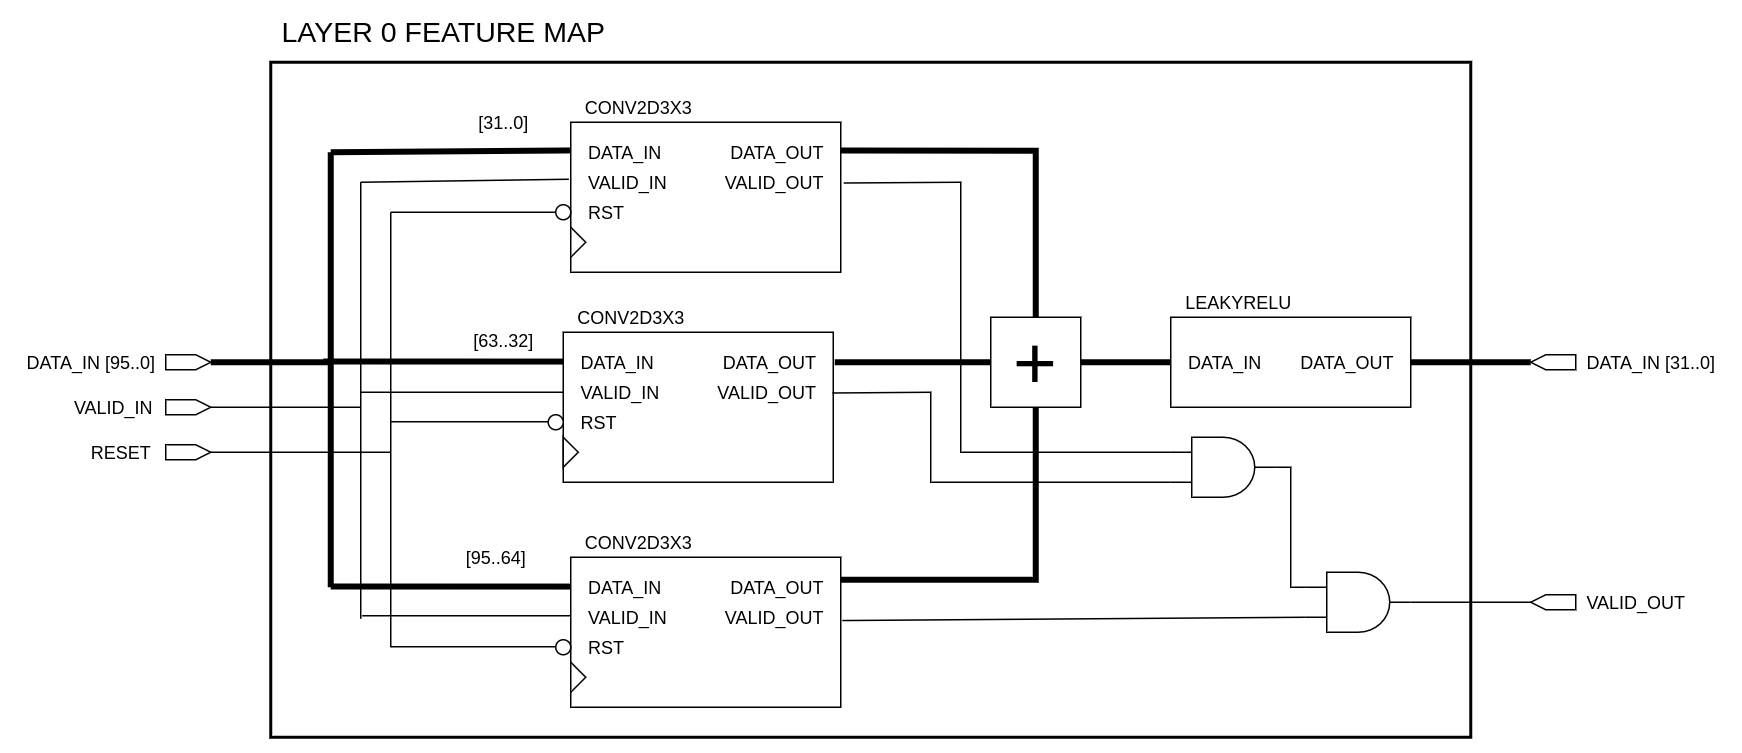 LAYER 0 FEATURE MAP
CONV2D3X3
[31..0]
DATA_IN DATA_OUT
VALID_IN VALID_OUT
RST
CONV2D3X3
[63..32]
DATA_IN DATA_OUT
VALID_IN VALID_OUT
RST
CONV2D3X3
[95..64]
DATA_IN DATA_OUT
VALID_IN VALID_OUT
RST
DATA_IN [95..0]
VALID_IN
RESET
+
LEAKYRELU
DATA_IN DATA_OUT
DATA_IN [31..0]
VALID_OUT